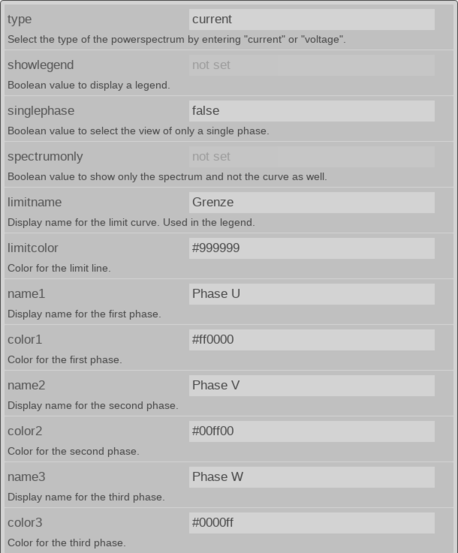 type current
Select the type of the powerspectrum by entering "current" or "voltage".
showlegend not set
Boolean value to display a legend.
singlephase false
Boolean value to select the view of only a single phase.
spectrumonly not set
Boolean value to show only the spectrum and not the curve as well.
limitname Grenze
Display name for the limit curve. Used in the legend.
limitcolor #999999
Color for the limit line.
name1 Phase U
Display name for the first phase.
color1 #ff0000
Color for the first phase.
name2 Phase V
Display name for the second phase.
color2 #00ff00
Color for the second phase.
name3 Phase W
Display name for the third phase.
color3 #0000ff
Color for the third phase.